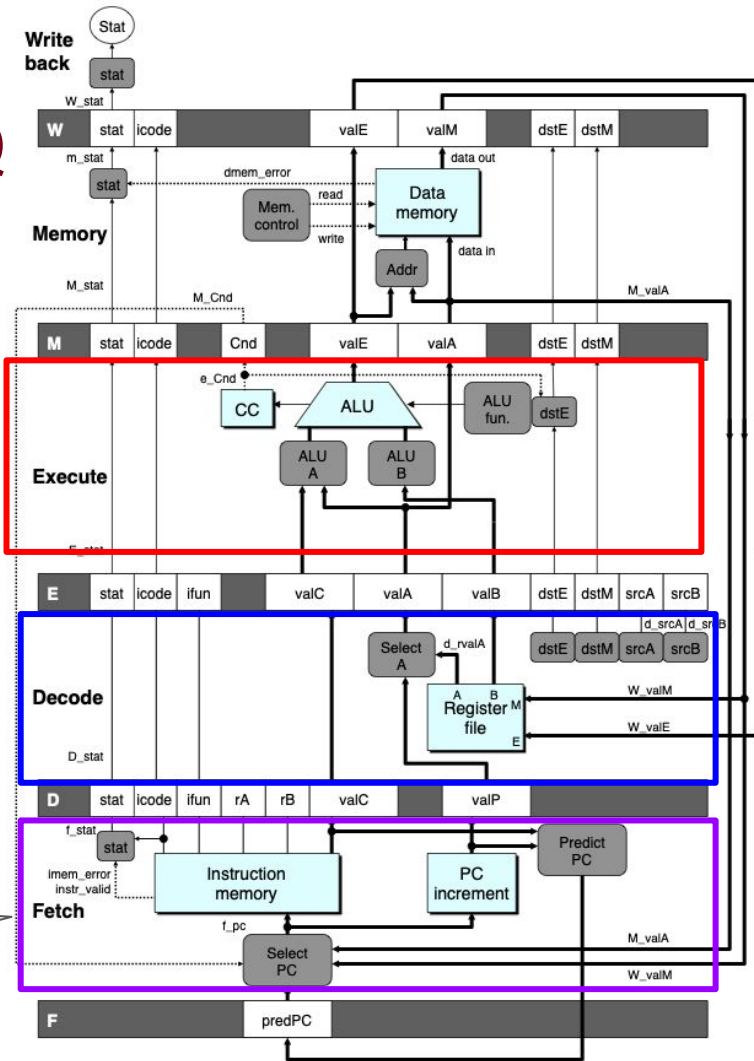 Stat
Write
back
stat
W_stat
W stat icode valE valM dstE dstM
m_stat
data out
dmem_error
stat
read
Data
memory
Mem.
control
Memory
write
data in
Addr
M_stat
M_Cnd
M_valA
M stat icode Cnd valE valA dstE dstM
e_Cnd
CC
ALU
ALU
fun.
dstE
ALU
A
ALU
B
Execute
E stat icode ifun valC valA valB dstE dstM srcA srcB
d_srcA d_srcB
Select
A
d_rvalA
dstE dstM srcA srcB
A B
Decode
Register
file
M
E
W_valM
W_valE
D_stat
D stat icode ifun rA rB valC valP
f_stat
stat
Predict
PC
imem_error
instr_valid
Instruction
memory
PC
increment
Fetch
f_pc
Select
PC
M_valA
W_valM
F predPC